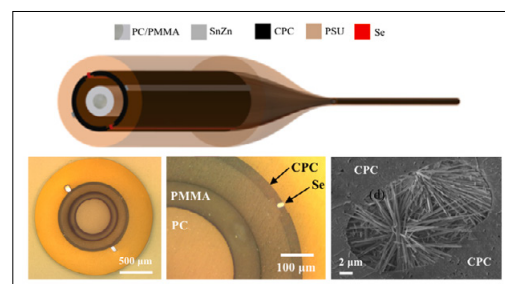 PC/PMMA SnZn CPC PSU Se
500 µm
CPC
Se
PMMA
PC
100 µm
CPC
(d)
2 µm
CPC